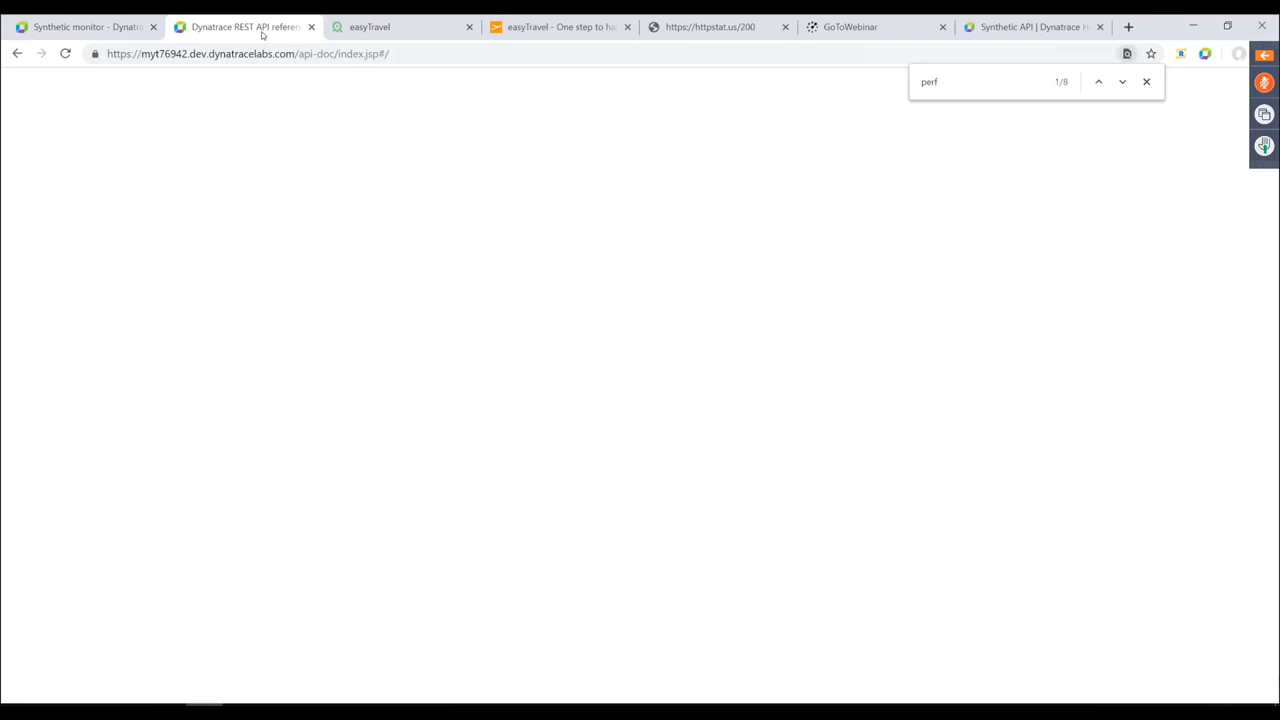 Synthetic monitor - Dynatra
Dynatrace REST API referen
easyTravel
easyTravel - One step to ha
https://httpstat.us/200
GoToWebinar
Synthetic API | Dynatrace H
https://myt76942.dev.dynatracelabs.com/api-doc/index.jsp#/
perf
1/8